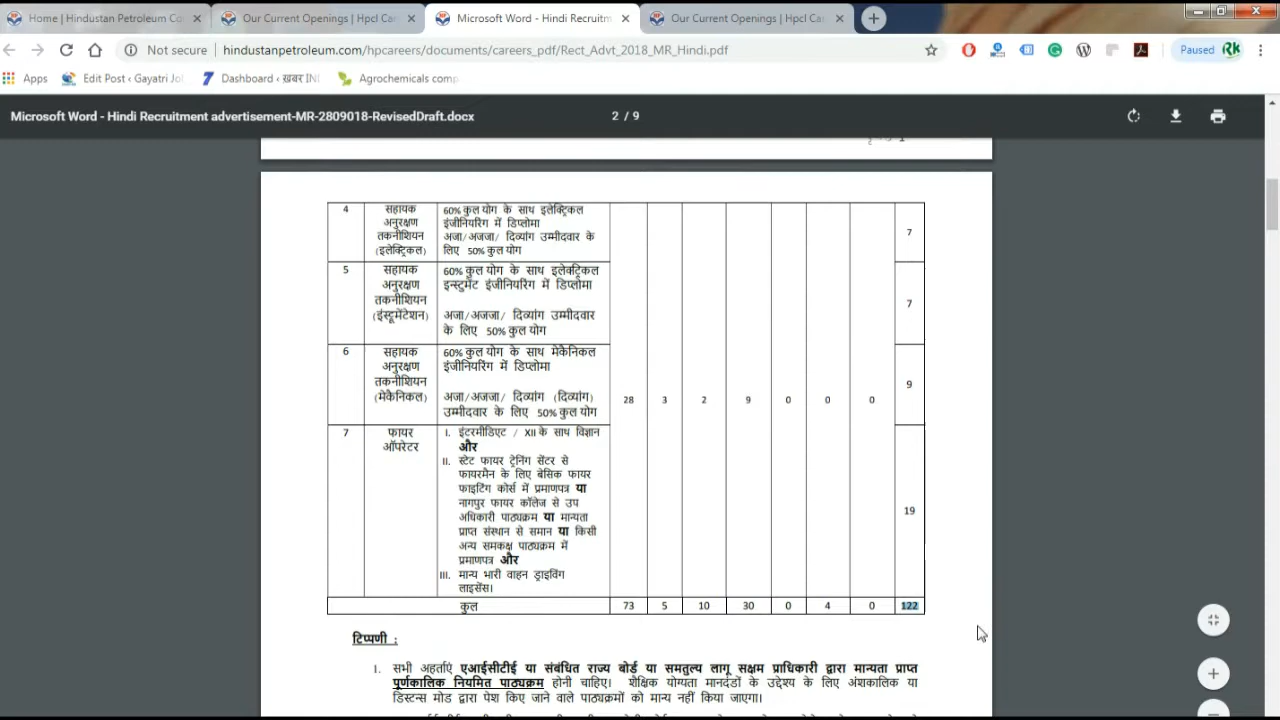 Home | Hindustan Petroleum Co
Our Current Openings | Hpcl Car
Microsoft Word - Hindi Recruitm
Our Current Openings | Hpcl Car
Not secure
hindustanpetroleum.com/hpcareers/documents/careers_pdf/Rect_Advt_2018_MR_Hindi.pdf
Paused
Apps
Edit Post ‹ Gayatri Jol
Dashboard ‹ ख़बर INI
Agrochemicals comp
Microsoft Word - Hindi Recruitment advertisement-MR-2809018-RevisedDraft.docx
2 / 9
4 सहायक 60% कुल योग के साथ इलेक्ट्रिकल
अनुरक्षण इंजीनियरिंग में डिप्लोमा
तकनीशियन अजा/अजजा/ दिव्यांग उम्मीदवार के 7
(इलेक्ट्रिकल) लिए 50% कुल योग
5 सहायक 60% कुल योग के साथ इलेक्ट्रिकल
अनुरक्षण इन्स्टुमेंट इंजीनियरिंग में डिप्लोमा
तकनीशियन 7
(इंस्ट्रूमेंटेशन) अजा/अजजा/ दिव्यांग उम्मीदवार
के लिए 50% कुल योग
6 सहायक 60% कुल योग के साथ मेकैनिकल
अनुरक्षण इंजीनियरिंग में डिप्लोमा
तकनीशियन 9
(मेकैनिकल) अजा/अजजा/ दिव्यांग (दिव्यांग) 28 3 2 9 0 0 0
उम्मीदवार के लिए 50% कुल योग
7 फायर I. इंटरमीडिएट / XII के साथ विज्ञान
ऑपरेटर और
II. स्टेट फायर ट्रेनिंग सेंटर से
फायरमैन के लिए बेसिक फायर
फाइटिंग कोर्स में प्रमाणपत्र या
नागपुर फायर कॉलेज से उप 19
अधिकारी पाठ्यक्रम या मान्यता
प्राप्त संस्थान से समान या किसी
अन्य समकक्ष पाठ्यक्रम में
प्रमाणपत्र और
III. मान्य भारी वाहन ड्राइविंग
लाइसेंस।
कुल 73 5 10 30 0 4 0 122
टिप्पणी :
1. सभी अहर्ताएं एआईसीटीई या संबंधित राज्य बोर्ड या समतुल्य लागू सक्षम प्राधिकारी द्वारा मान्यता प्राप्त
पूर्णकालिक नियमित पाठ्यक्रम होनी चाहिए। शैक्षिक योग्यता मानदंडों के उद्देश्य के लिए अंशकालिक या
डिस्टन्स मोड द्वारा पेश किए जाने वाले पाठ्यक्रमों को मान्य नहीं किया जाएगा।